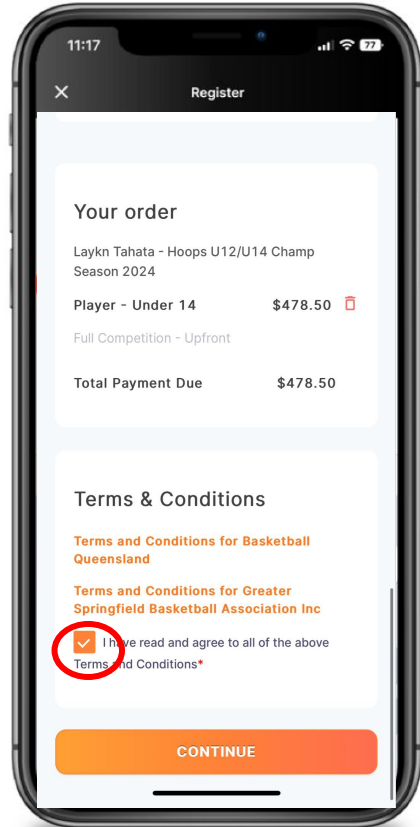 11:17
77
Register
Your order
Laykn Tahata - Hoops U12/U14 Champ
Season 2024
Player - Under 14 $478.50
Full Competition - Upfront
Total Payment Due $478.50
Terms & Conditions
Terms and Conditions for Basketball
Queensland
Terms and Conditions for Greater
Springfield Basketball Association Inc
I have read and agree to all of the above
Terms and Conditions*
CONTINUE